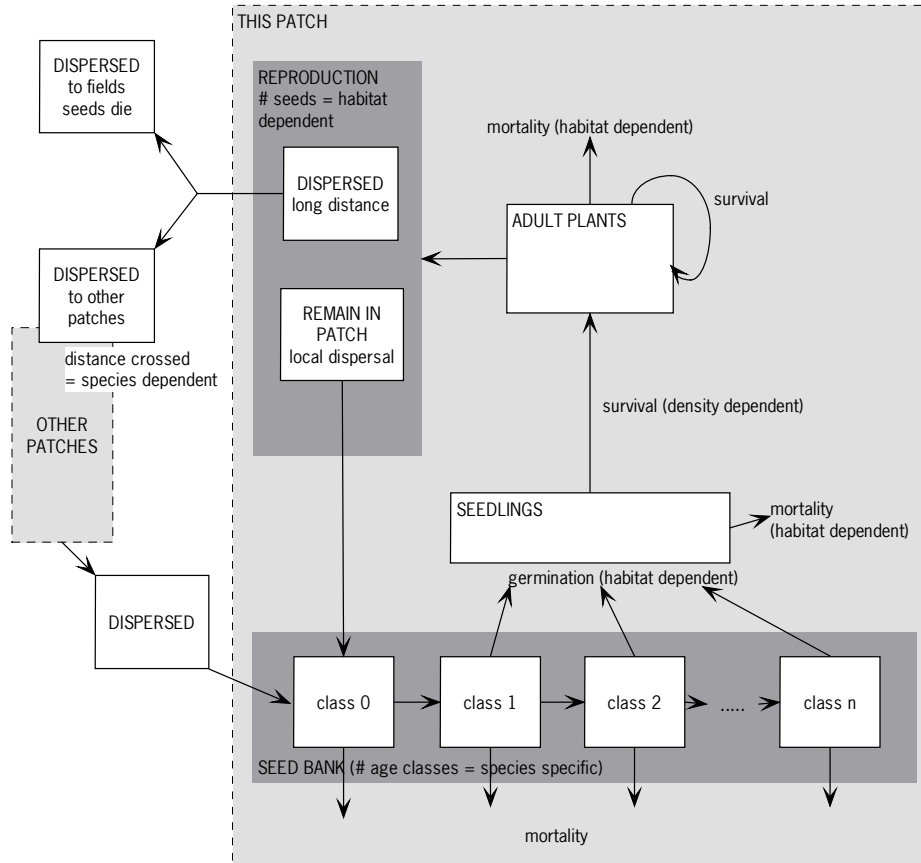 THIS PATCH
DISPERSED
to fields
seeds die
REPRODUCTION
# seeds = habitat
dependent
mortality (habitat dependent)
DISPERSED
long distance
survival
ADULT PLANTS
DISPERSED
to other
patches
REMAIN IN
PATCH
local dispersal
distance crossed
= species dependent
OTHER
PATCHES
survival (density dependent)
SEEDLINGS
mortality
(habitat dependent)
germination (habitat dependent)
DISPERSED
class 0
class 1
class 2
.....
class n
SEED BANK (# age classes = species specific)
mortality